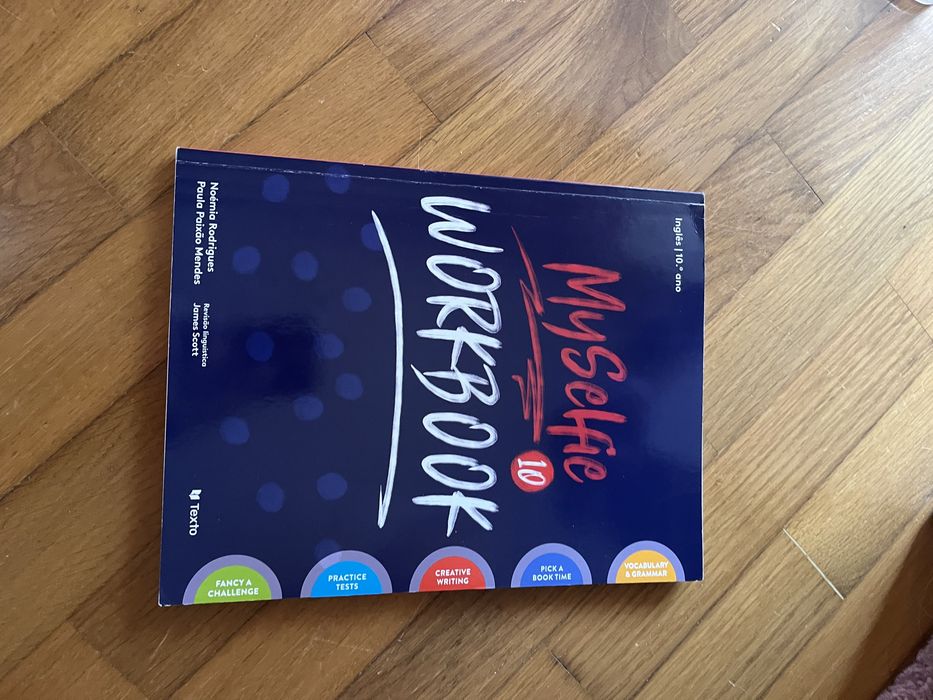 Inglês | 10.º ano
MySelfie
10
WORKBOOK
VOCABULARY
& GRAMMAR
PICK A
BOOK TIME
CREATIVE
WRITING
PRACTICE
TESTS
FANCY A
CHALLENGE
Noémia Rodrigues
Paula Paixão Mendes
Revisão linguística
James Scott
Texto